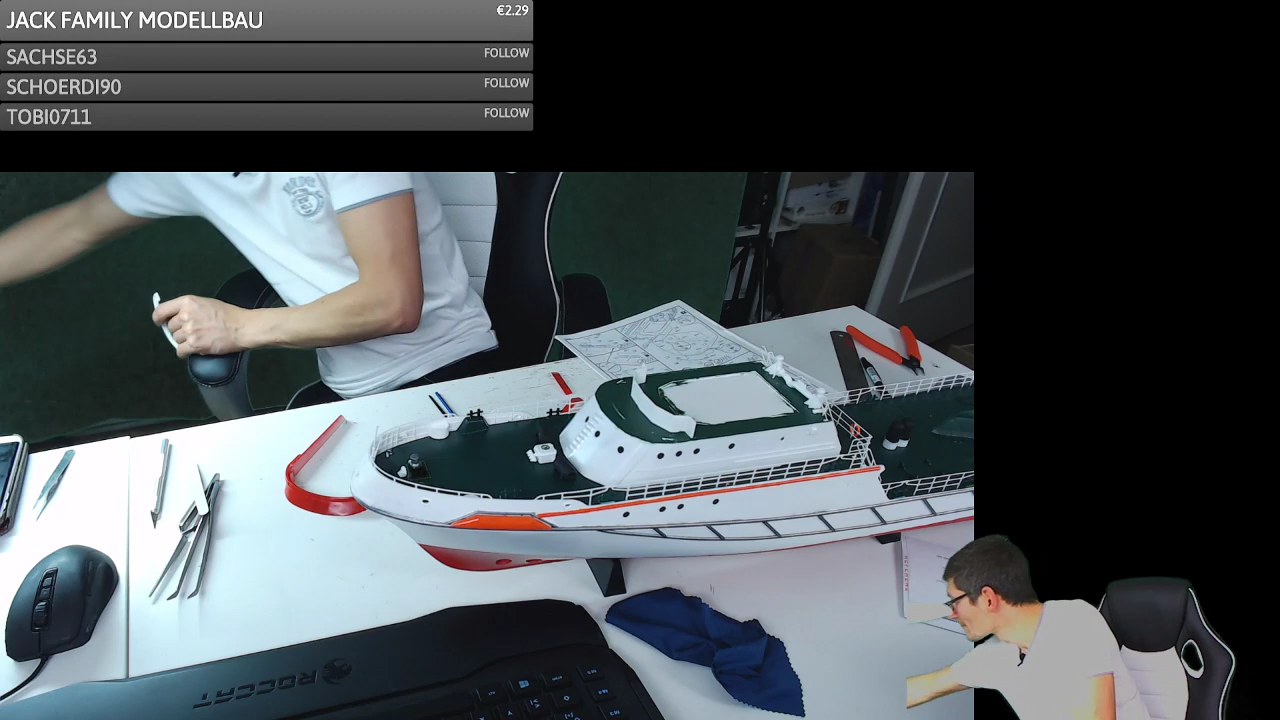 JACK FAMILY MODELLBAU €2.29
SACHSE63 FOLLOW
SCHOERDI90 FOLLOW
TOBI0711 FOLLOW
ROCCAT